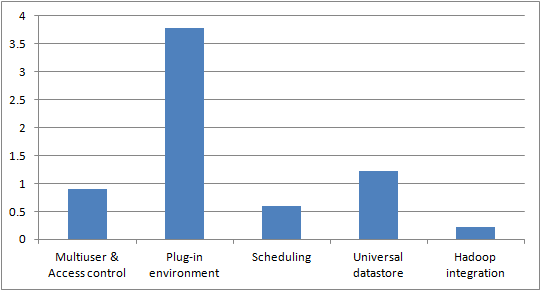 4
3.5
3
2.5
2
1.5
1
0.5
0
Multiuser &
Access control
Plug-in
environment
Scheduling
Universal
datastore
Hadoop
integration